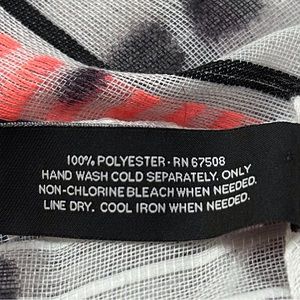 100% POLYESTER · RN 67508
HAND WASH COLD SEPARATELY. ONLY
NON-CHLORINE BLEACH WHEN NEEDED.
LINE DRY. COOL IRON WHEN NEEDED.